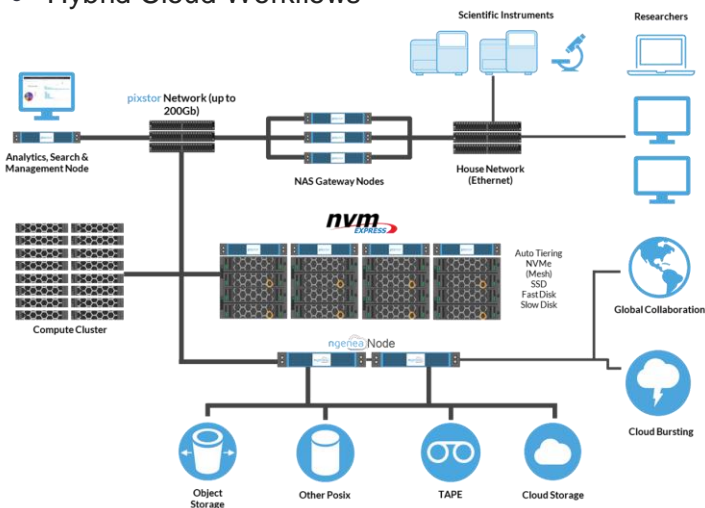 Hybrid Cloud Workflows
Scientific Instruments
Researchers
pixstor Network (up to
200Gb)
Analytics, Search &
Management Node
NAS Gateway Nodes
House Network
(Ethernet)
nvm
EXPRESS
Auto Tiering
NVMe
(Mesh)
SSD
Fast Disk
Slow Disk
Compute Cluster
Global Collaboration
ngenea Node
Cloud Bursting
Object
Storage
Other Posix
TAPE
Cloud Storage